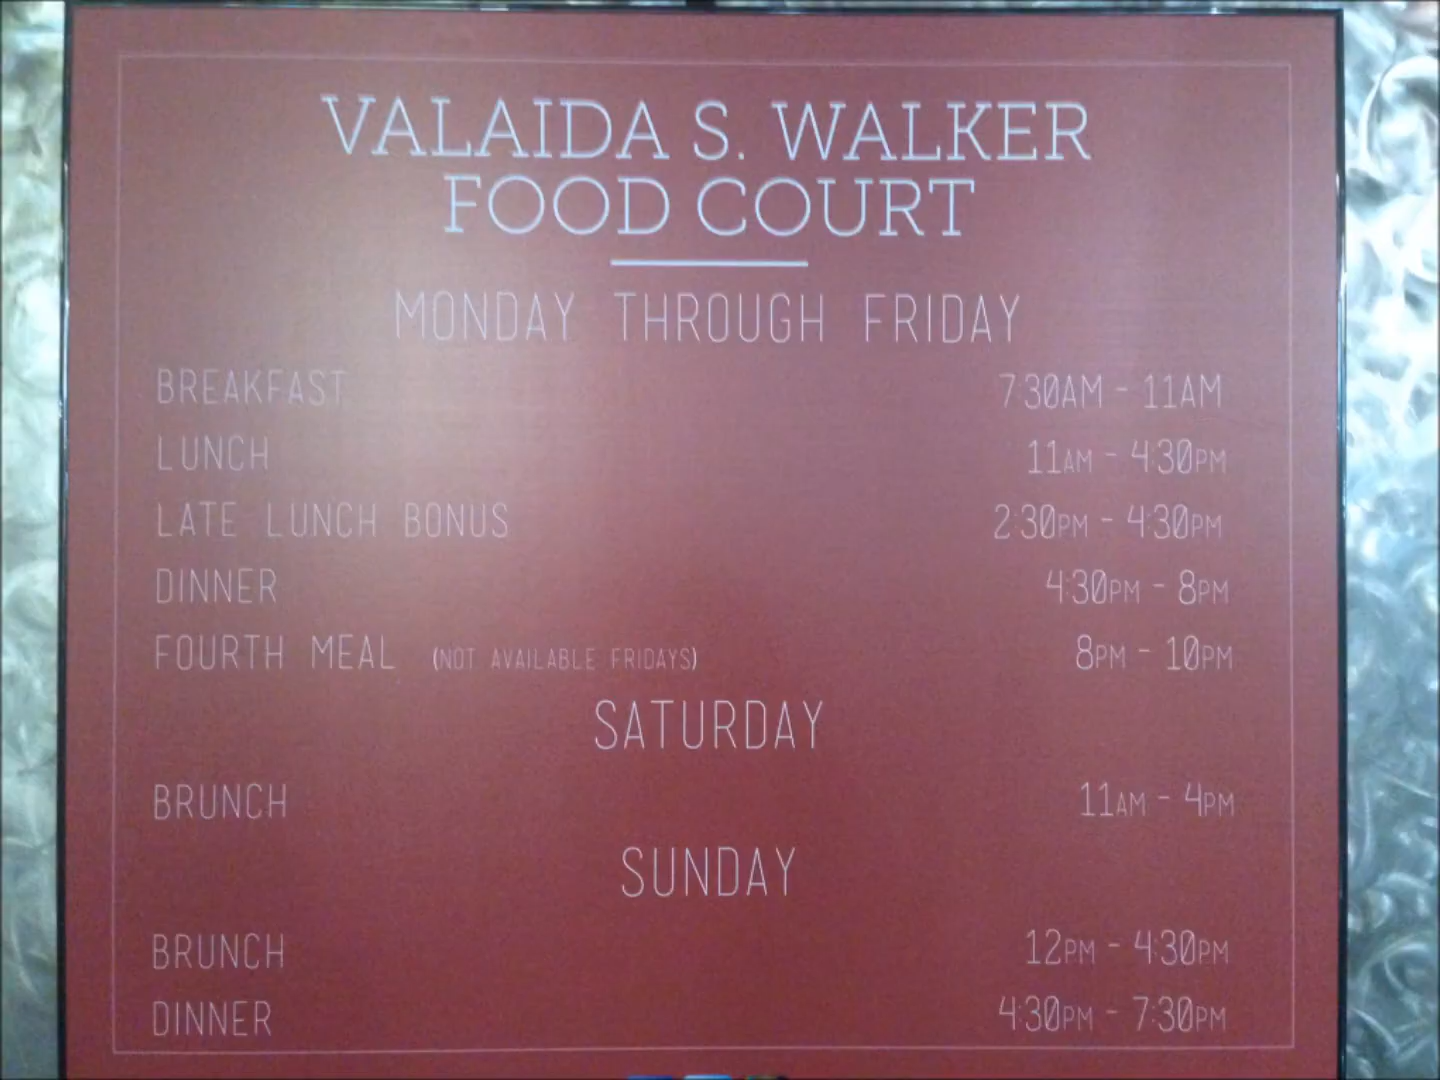 VALAIDA S. WALKER
FOOD COURT
MONDAY THROUGH FRIDAY
BREAKFAST 7:30AM - 11AM
LUNCH 11AM - 4:30PM
LATE LUNCH BONUS 2:30PM - 4:30PM
DINNER 4:30PM - 8PM
FOURTH MEAL (NOT AVAILABLE FRIDAYS) 8PM - 10PM
SATURDAY
BRUNCH 11AM - 4PM
SUNDAY
BRUNCH 12PM - 4:30PM
DINNER 4:30PM - 7:30PM